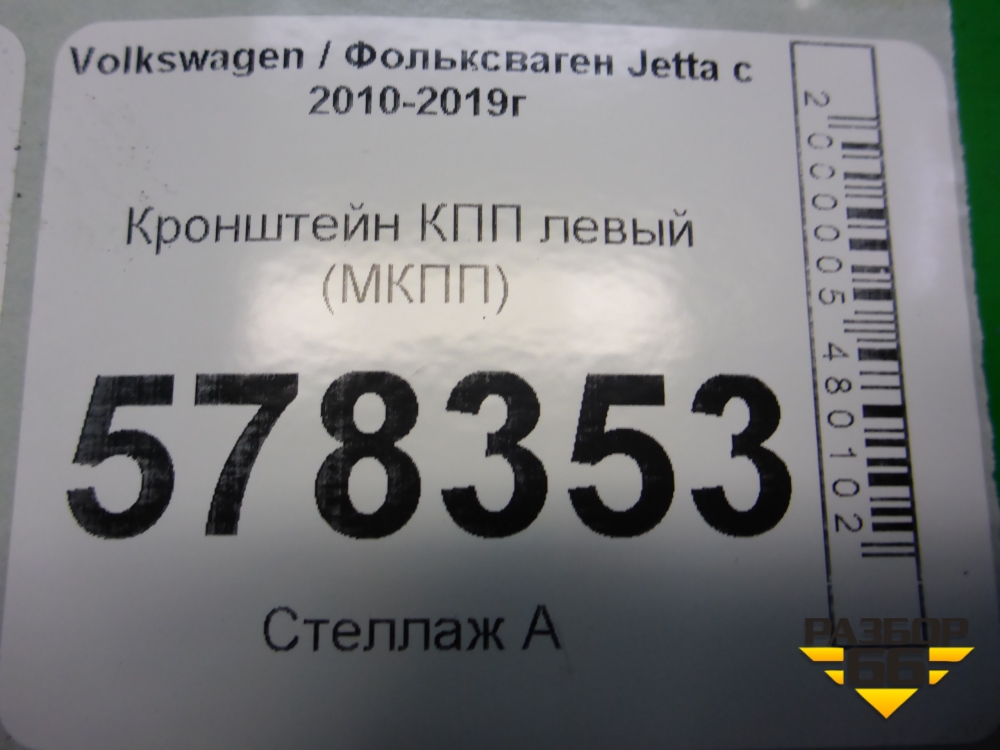 Volkswagen / Фольксваген Jetta с
2010-2019г
Кронштейн КПП левый
(МКПП)
578353
Стеллаж А
2000005480102
РАЗБОР
66